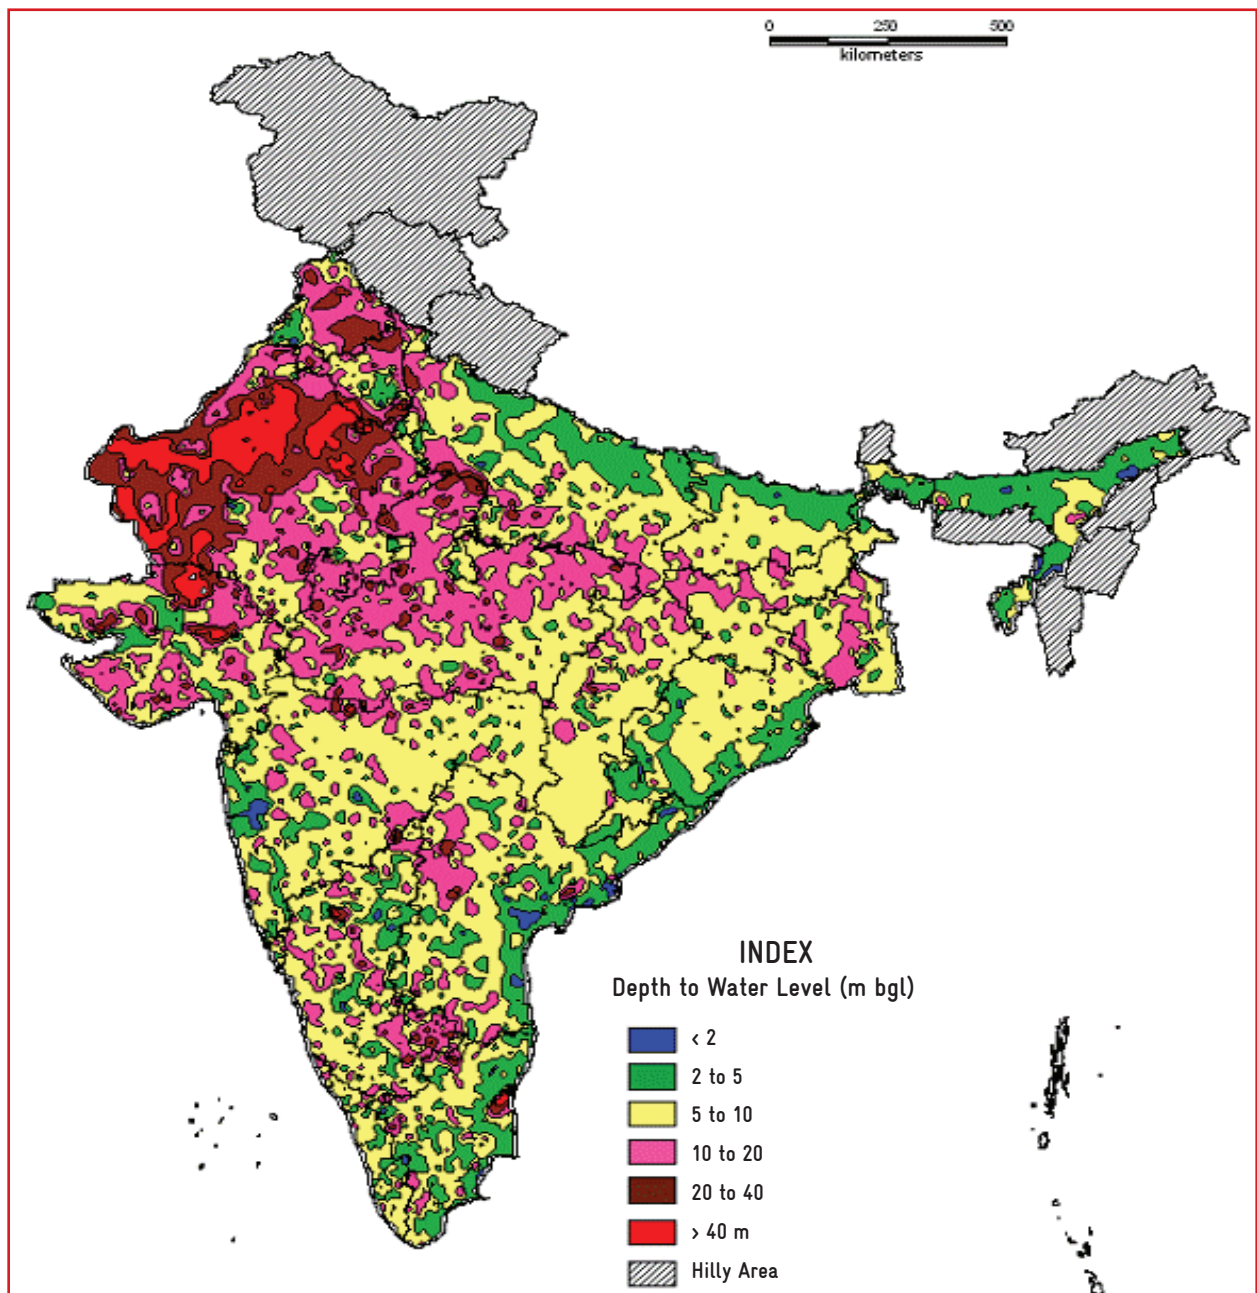 0 250 500
kilometers
INDEX
Depth to Water Level (m bgl)
< 2
2 to 5
5 to 10
10 to 20
20 to 40
> 40 m
Hilly Area